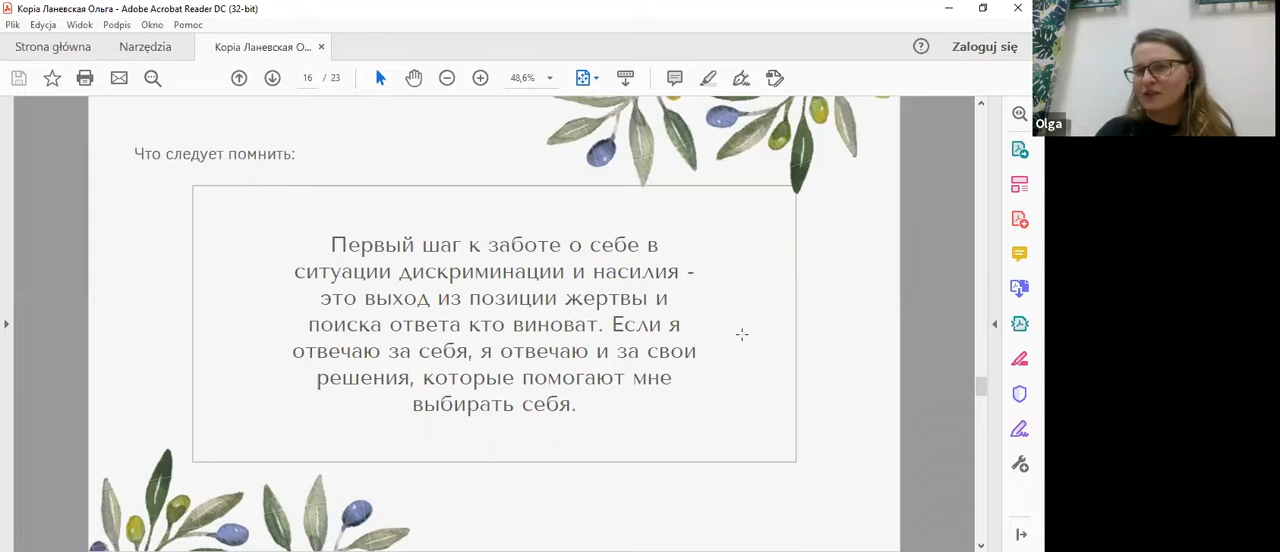 Копіа Ланевская Ольга - Adobe Acrobat Reader DC (32-bit)
Plik Edycja Widok Podpis Okno Pomoc
Strona główna Narzędzia Копіа Ланевская О... × Zaloguj się
16 / 23 48,6%
Olga
Что следует помнить:
Первый шаг к заботе о себе в
ситуации дискриминации и насилия -
это выход из позиции жертвы и
поиска ответа кто виноват. Если я
отвечаю за себя, я отвечаю и за свои
решения, которые помогают мне
выбирать себя.